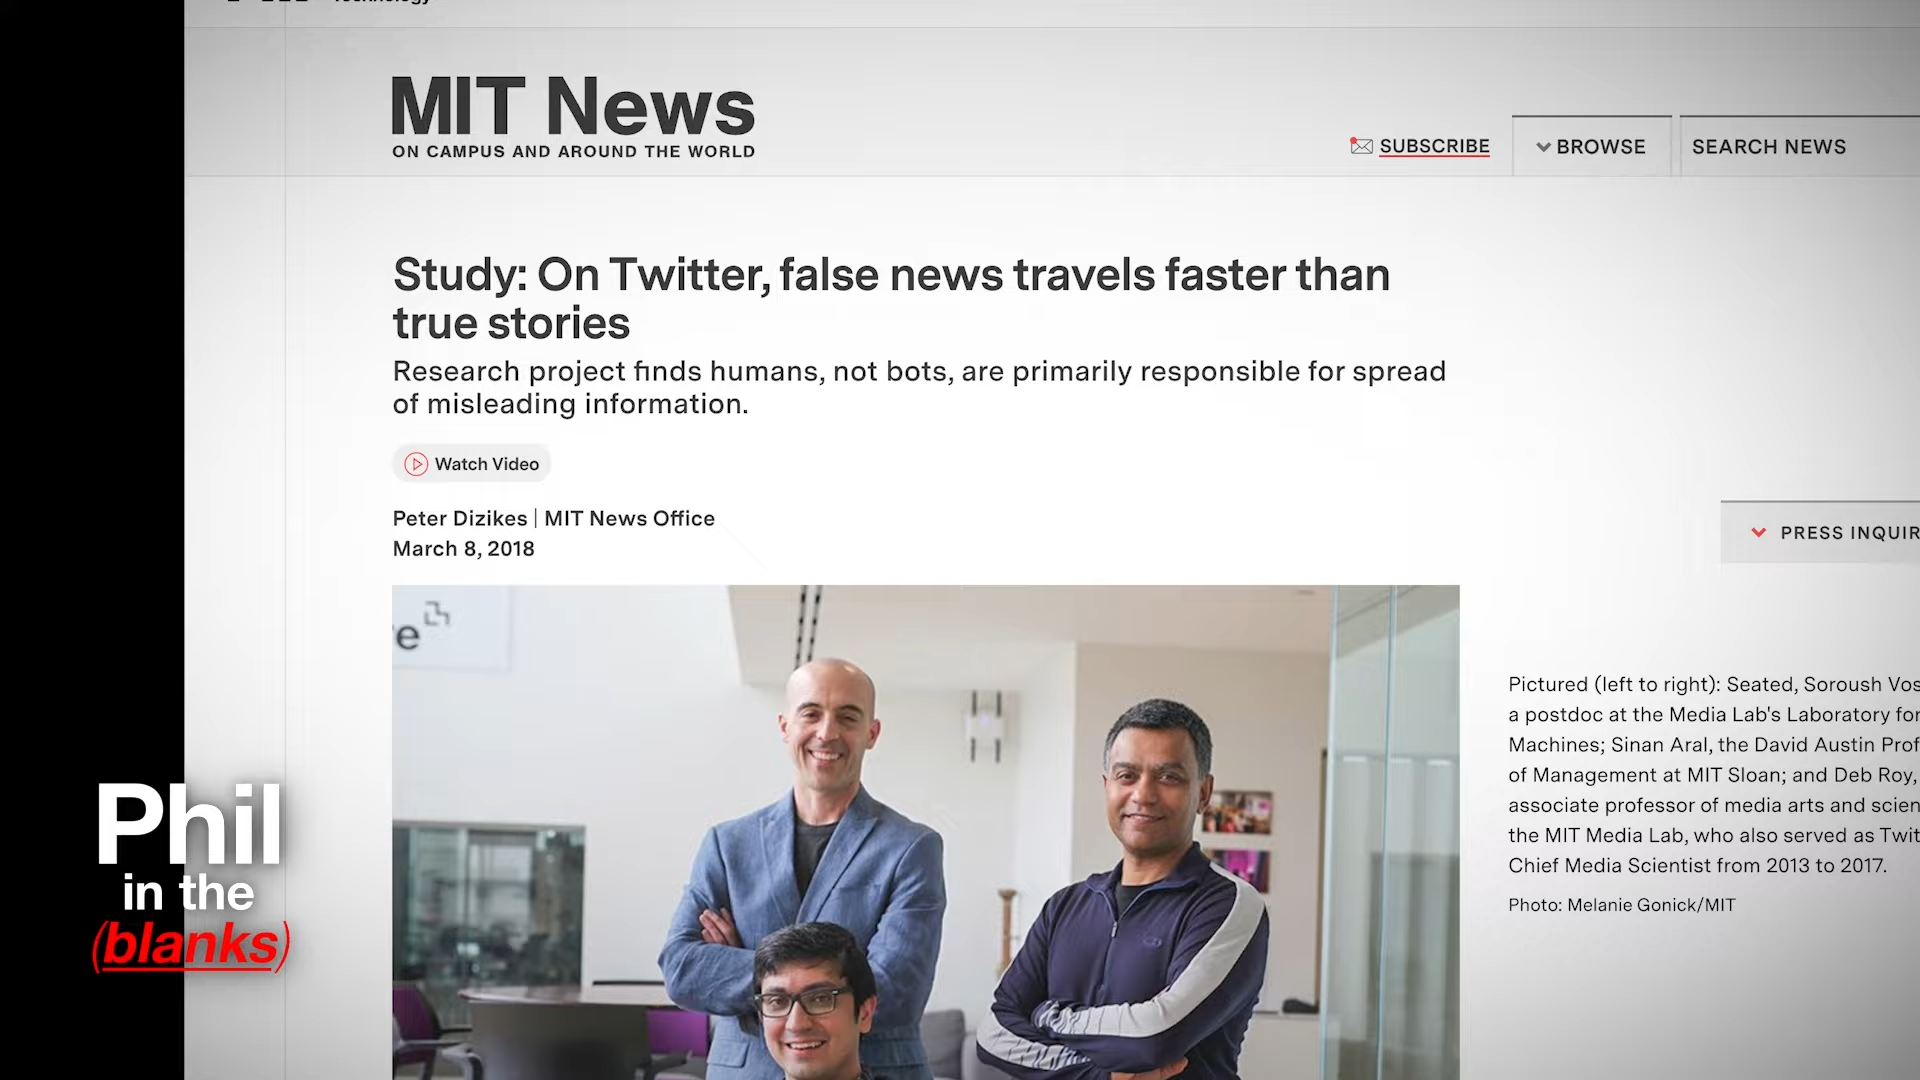 MIT News
ON CAMPUS AND AROUND THE WORLD
SUBSCRIBE
BROWSE
SEARCH NEWS
Study: On Twitter, false news travels faster than
true stories
Research project finds humans, not bots, are primarily responsible for spread
of misleading information.
Watch Video
Peter Dizikes | MIT News Office
March 8, 2018
PRESS
Pictured (left to right): Seated, Soroush
a postdoc at the Media Lab's Laboratory for
Machines; Sinan Aral, the David Austin
of Management at MIT Sloan; and Deb Roy,
associate professor of media arts and
the MIT Media Lab, who also served as
Chief Media Scientist from 2013 to 2017.
Photo: Melanie Gonick/MIT
Phil
in the
(blanks)